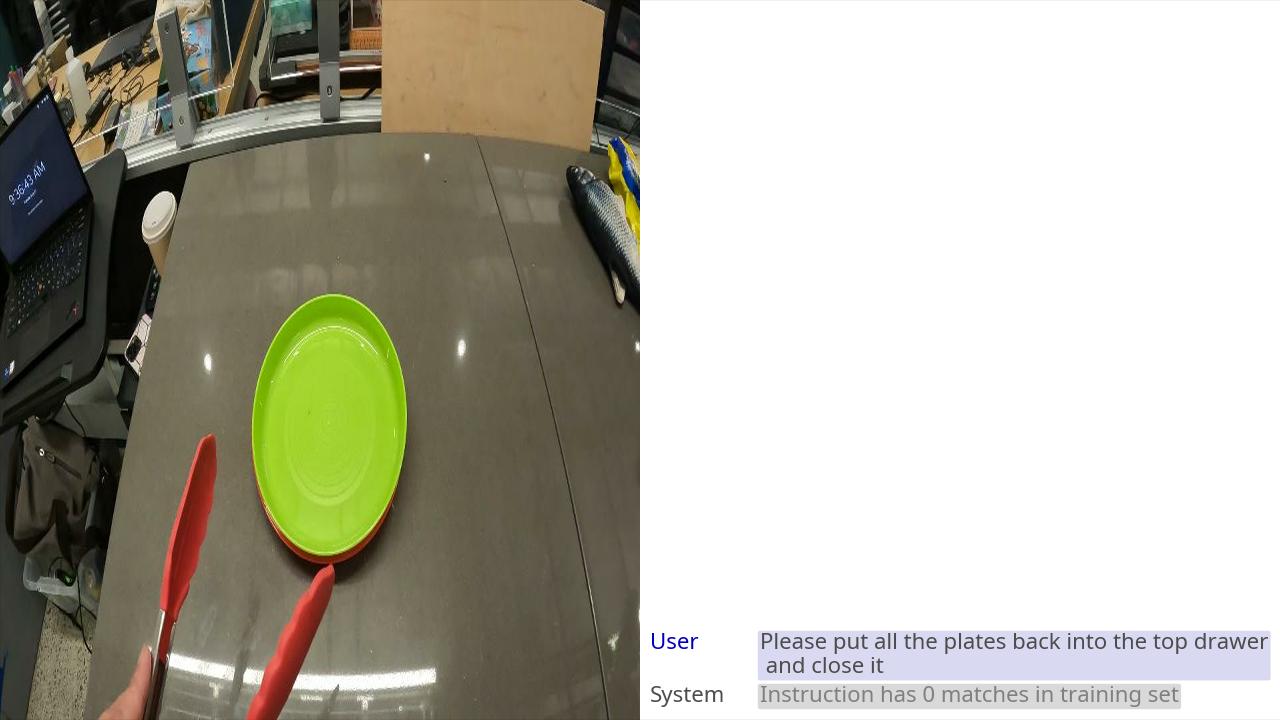 9:36:43 AM
User Please put all the plates back into the top drawer
and close it
System Instruction has 0 matches in training set